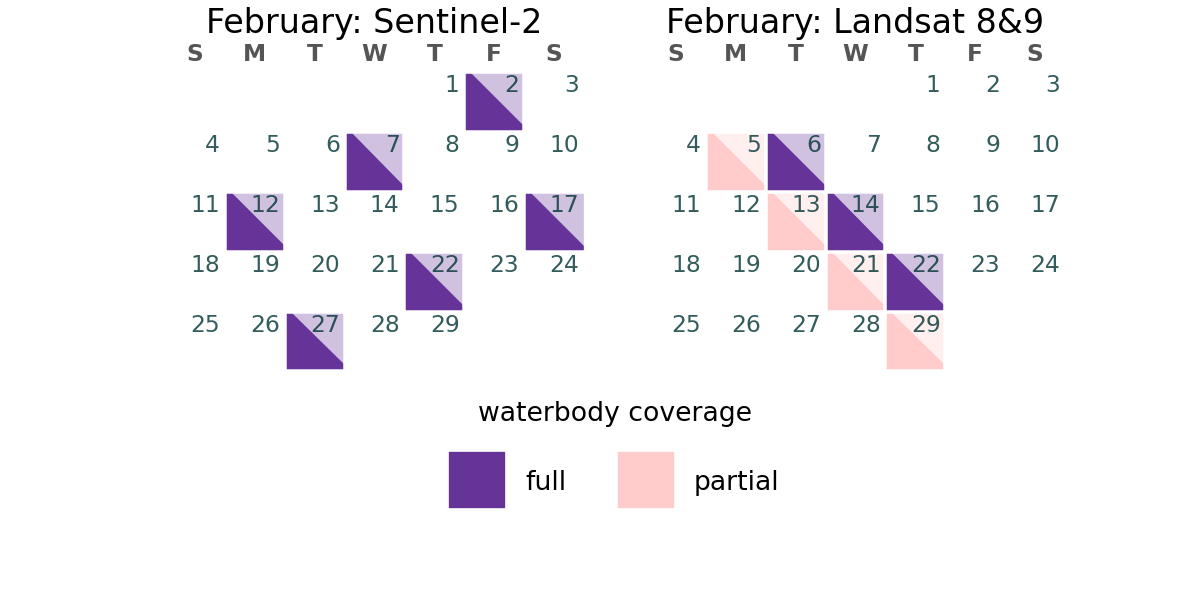 February: Sentinel-2
S M T W T F S
1 2 3
4 5 6 7 8 9 10
11 12 13 14 15 16 17
18 19 20 21 22 23 24
25 26 27 28 29
February: Landsat 8&9
S M T W T F S
1 2 3
4 5 6 7 8 9 10
11 12 13 14 15 16 17
18 19 20 21 22 23 24
25 26 27 28 29
waterbody coverage
full
partial